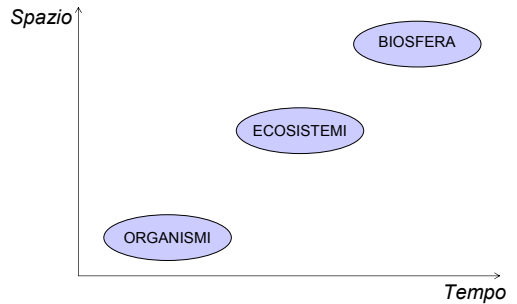 Spazio
BIOSFERA
ECOSISTEMI
ORGANISMI
Tempo